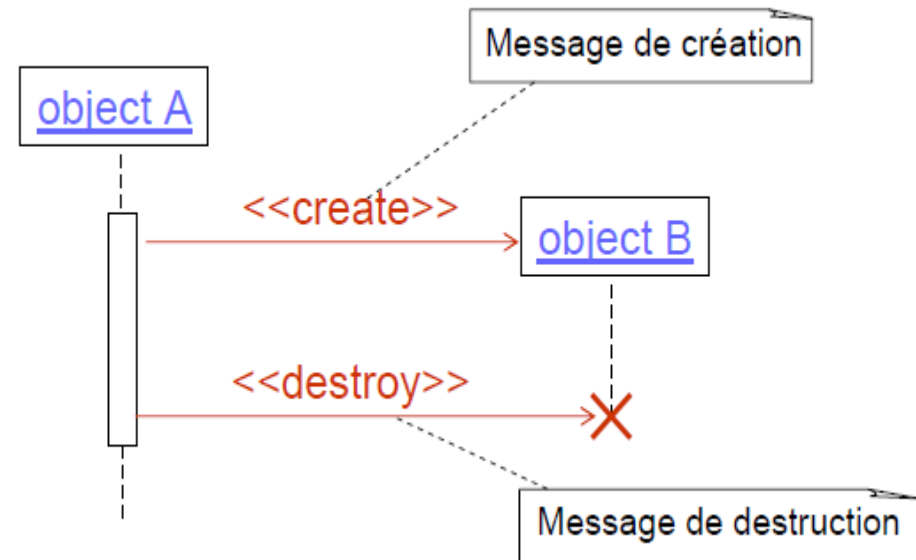 Message de création
object A
<<create>>
object B
<<destroy>>
Message de destruction